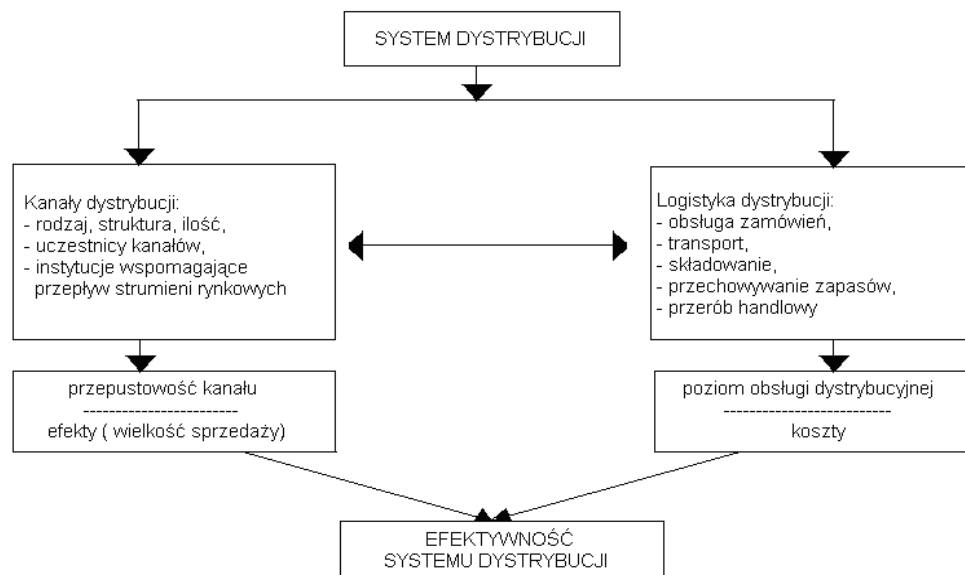 SYSTEM DYSTRYBUCJI
Kanały dystrybucji:
- rodzaj, struktura, ilość,
- uczestnicy kanałów,
- instytucje wspomagające
przepływ strumieni rynkowych
Logistyka dystrybucji:
- obsługa zamówień,
- transport,
- składowanie,
- przechowywanie zapasów,
- przerób handlowy
przepustowość kanału
------------------------
efekty ( wielkość sprzedaży)
poziom obsługi dystrybucyjnej
--------------------------
koszty
EFEKTYWNOŚĆ
SYSTEMU DYSTRYBUCJI